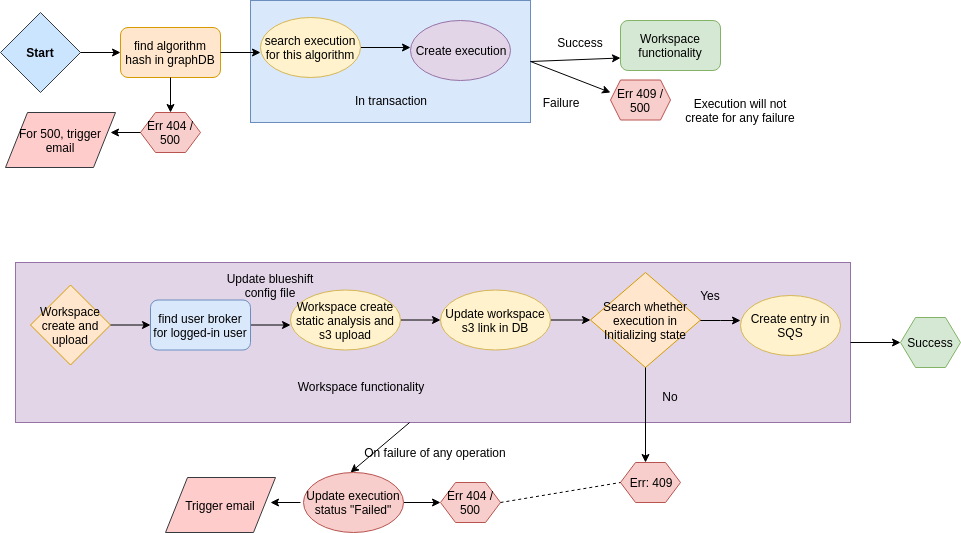 Start
find algorithm
hash in graphDB
search execution
for this algorithm
Create execution
In transaction
Success
Failure
Workspace
functionality
Err 409 /
500
Execution will not
create for any failure
Err 404 /
500
For 500, trigger
email
Update blueshift
config file
Workspace
create and
upload
find user broker
for logged-in user
Workspace create
static analysis and
s3 upload
Update workspace
s3 link in DB
Search whether
execution in
Initializing state
Yes
Create entry in
SQS
Success
Workspace functionality
No
On failure of any operation
Trigger email
Update execution
status "Failed"
Err 404 /
500
Err: 409